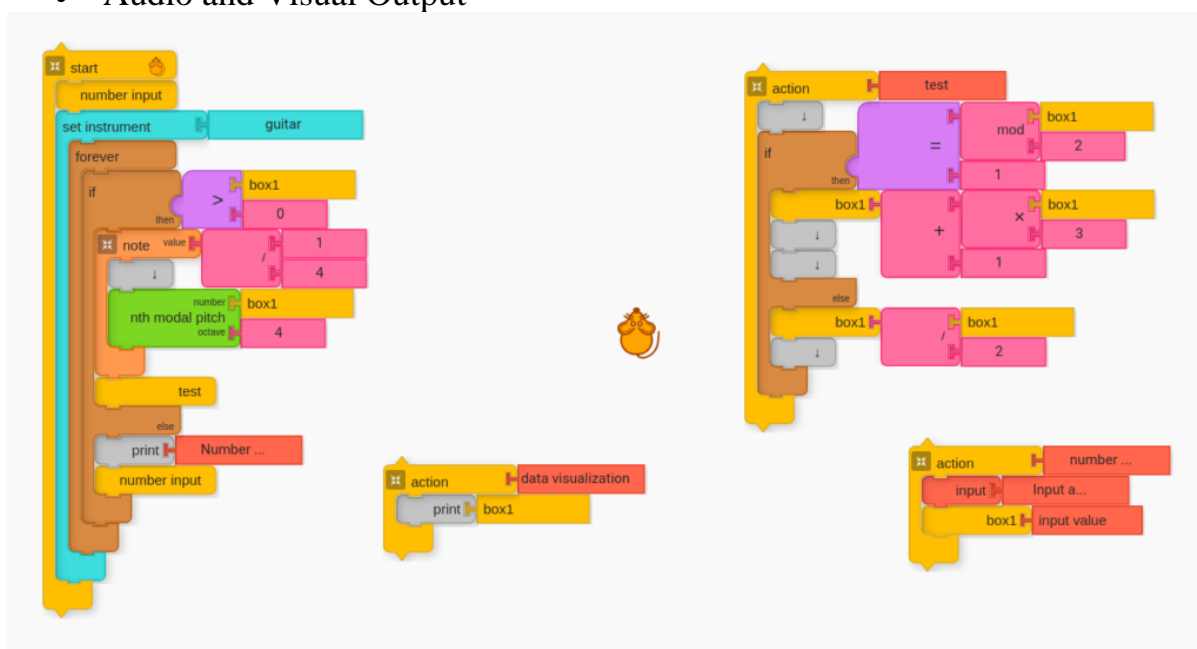 • Audio and Visual Output
start
number input
set instrument guitar
forever
if
then
> box1
0
note value / 1
4
↓
nth modal pitch number box1
octave 4
test
else
print Number ...
number input
action data visualization
print box1
action test
↓
if
then
= mod box1
2
1
box1 + × box1
3
1
↓
↓
else
box1 / box1
2
↓
action number ...
input Input a...
box1 input value